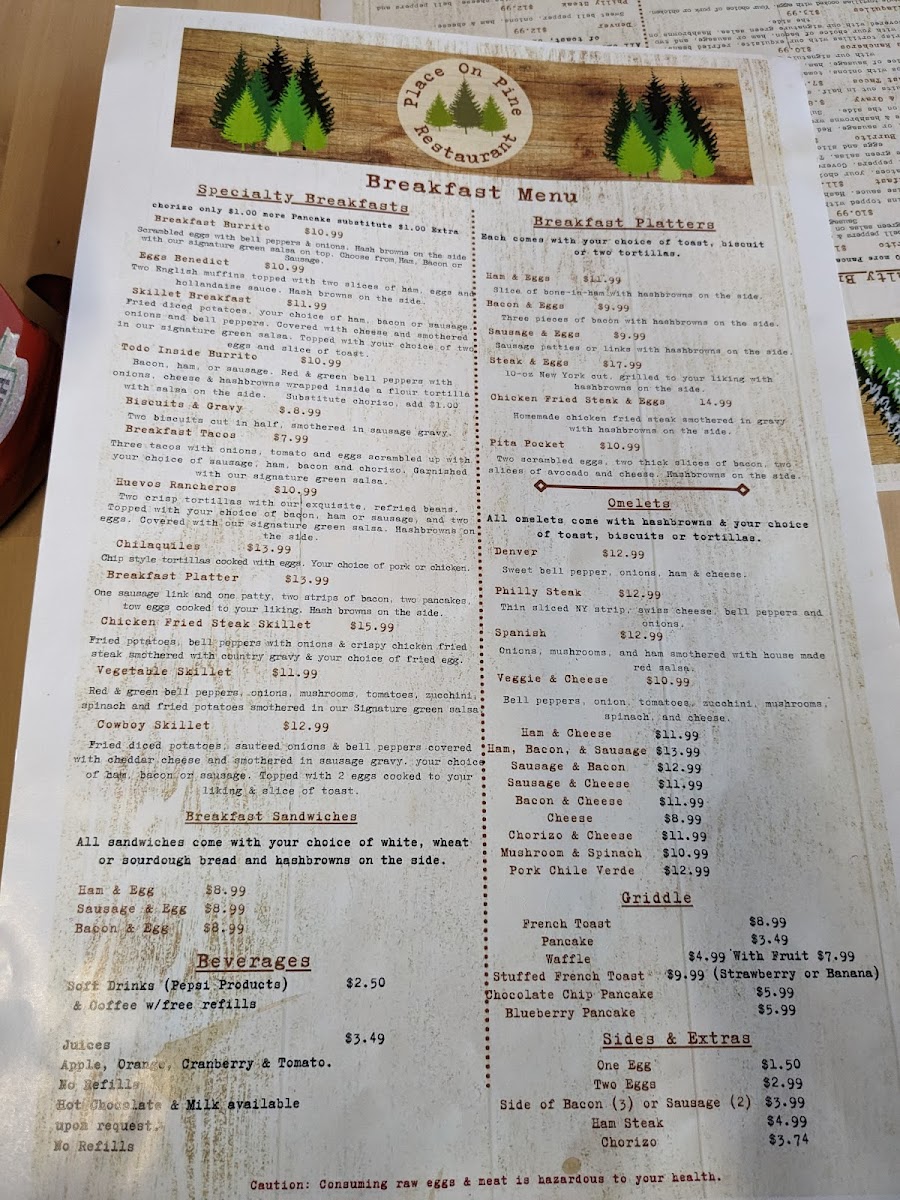 Place On Pine
Restaurant
Breakfast Menu
Specialty Breakfasts
chorizo only $1.00 more Pancake substitute $1.00 Extra
Breakfast Burrito $10.99
Scrambled eggs with bell peppers & onions. Hash browns on the side
with our signature green salsa on top. Choose from Ham, Bacon or
Sausage.
Eggs Benedict $10.99
Two English muffins topped with two slices of ham, eggs and
hollandaise sauce. Hash browns on the side.
Skillet Breakfast $11.99
Fried diced potatoes, your choice of ham, bacon or sausage
onions and bell peppers. Covered with cheese and smothered
in our signature green salsa. Topped with your choice of two
eggs and slice of toast.
Todo Inside Burrito $10.99
Bacon, ham, or sausage. Red & green bell peppers with
onions, cheese & hashbrowns wrapped inside a flour tortilla
with salsa on the side. Substitute chorizo, add $1.00
Biscuits & Gravy $.8.99
Two biscuits cut in half, smothered in sausage gravy.
Breakfast Tacos $7.99
Three tacos with onions, tomato and eggs scrambled up with
your choice of sausage, ham, bacon and chorizo. Garnished
with our signature green salsa.
Huevos Rancheros $10.99
Two crisp tortillas with our exquisite, refried beans.
Topped with your choice of bacon, ham or sausage, and two
eggs. Covered with our signature green salsa. Hashbrowns on
the side.
Chilaquiles $13.99
Chip style tortillas cooked with eggs. Your choice of pork or chicken.
Breakfast Platter $13.99
One sausage link and one patty, two strips of bacon, two pancakes,
tow eggs cooked to your liking. Hash browns on the side.
Chicken Fried Steak Skillet $15.99
Fried potatoes, bell peppers with onions & crispy chicken fried
steak smothered with country gravy & your choice of fried egg.
Vegetable Skillet $11.99
Red & green bell peppers, onions, mushrooms, tomatoes, zucchini,
spinach and fried potatoes smothered in our Signature green salsa
Cowboy Skillet $12.99
Fried diced potatoes, sauteed onions & bell peppers covered
with cheddar cheese and smothered in sausage gravy, your choice
of ham, bacon or sausage. Topped with 2 eggs cooked to your
liking & slice of toast.
Breakfast Sandwiches
All sandwiches come with your choice of white, wheat
or sourdough bread and hashbrowns on the side.
Ham & Egg $8.99
Sausage & Egg $8.99
Bacon & Egg $8.99
Beverages
Soft Drinks (Pepsi Products) $2.50
& Coffee w/free refills
Juices $3.49
Apple, Orange, Cranberry & Tomato.
No Refills
Hot Chocolate & Milk available
upon request.
No Refills
Breakfast Platters
Each comes with your choice of toast, biscuit
or two tortillas.
Ham & Eggs $11.99
Slice of bone-in-ham with hashbrowns on the side.
Bacon & Eggs $9.99
Three pieces of bacon with hashbrowns on the side.
Sausage & Eggs $9.99
Sausage patties or links with hashbrowns on the side.
Steak & Eggs $17.99
10-oz New York cut, grilled to your liking with
hashbrowns on the side.
Chicken Fried Steak & Eggs 14.99
Homemade chicken fried steak smothered in gravy
with hashbrowns on the side.
Pita Pocket $10.99
Two scrambled eggs, two thick slices of bacon, two
slices of avocado and cheese. Hashbrowns on the side.
Omelets
All omelets come with hashbrowns & your choice
of toast, biscuits or tortillas.
Denver $12.99
Sweet bell pepper, onions, ham & cheese.
Philly Steak $12.99
Thin sliced NY strip, swiss cheese, bell peppers and
onions.
Spanish $12.99
Onions, mushrooms, and ham smothered with house made
red salsa.
Veggie & Cheese $10.99
Bell peppers, onion, tomatoes, zucchini, mushrooms,
spinach, and cheese.
Ham & Cheese $11.99
Ham, Bacon, & Sausage $13.99
Sausage & Bacon $12.99
Sausage & Cheese $11.99
Bacon & Cheese $11.99
Cheese $8.99
Chorizo & Cheese $11.99
Mushroom & Spinach $10.99
Pork Chile Verde $12.99
Griddle
French Toast $8.99
Pancake $3.49
Waffle $4.99 With Fruit $7.99
Stuffed French Toast $9.99 (Strawberry or Banana)
Chocolate Chip Pancake $5.99
Blueberry Pancake $5.99
Sides & Extras
One Egg $1.50
Two Eggs $2.99
Side of Bacon (3) or Sausage (2) $3.99
Ham Steak $4.99
Chorizo $3.74
Caution: Consuming raw eggs & meat is hazardous to your health.